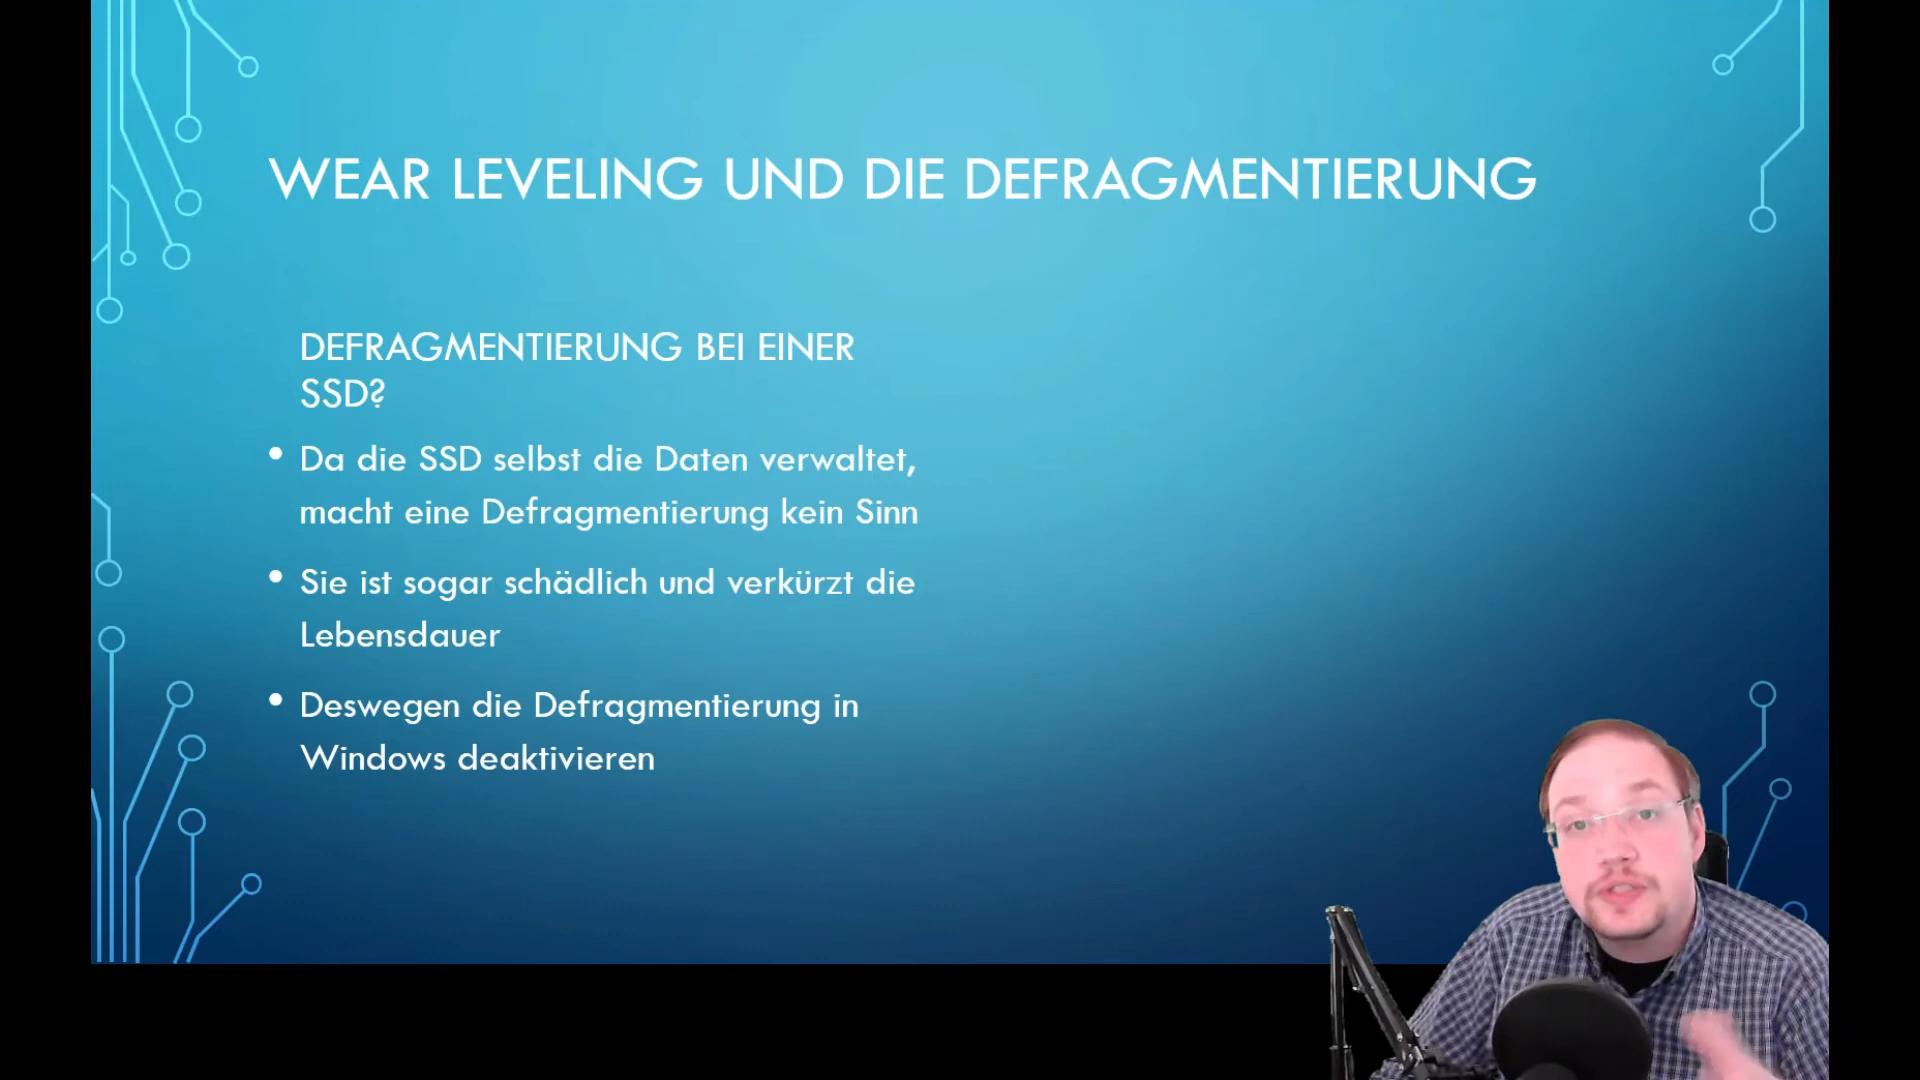 WEAR LEVELING UND DIE DEFRAGMENTIERUNG
DEFRAGMENTIERUNG BEI EINER
SSD?
• Da die SSD selbst die Daten verwaltet,
macht eine Defragmentierung kein Sinn
• Sie ist sogar schädlich und verkürzt die
Lebensdauer
• Deswegen die Defragmentierung in
Windows deaktivieren